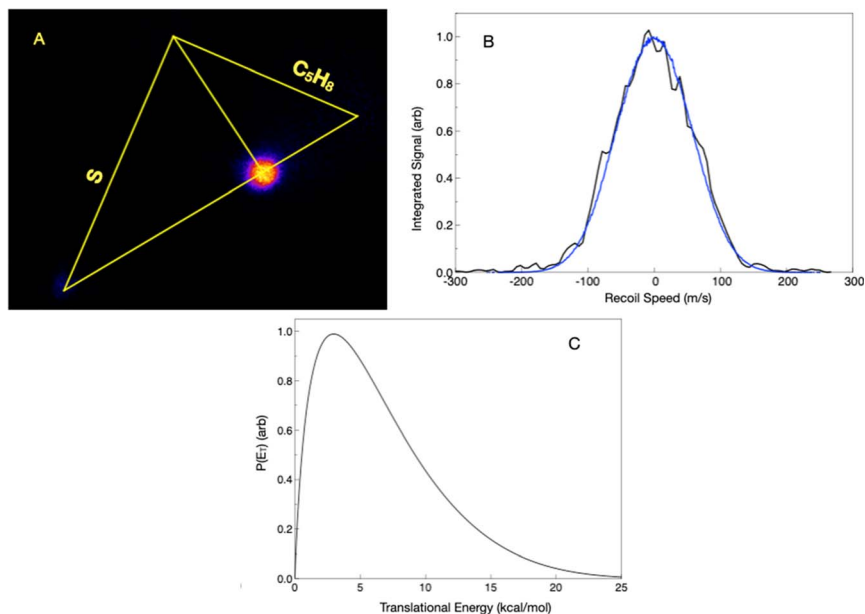 A
S
C₅H₈
B
Integrated Signal (arb)
1.0
0.8
0.6
0.4
0.2
0.0
-300 -200 -100 0 100 200 300
Recoil Speed (m/s)
C
P(E_T) (arb)
1.0
0.8
0.6
0.4
0.2
0.0
0 5 10 15 20 25
Translational Energy (kcal/mol)